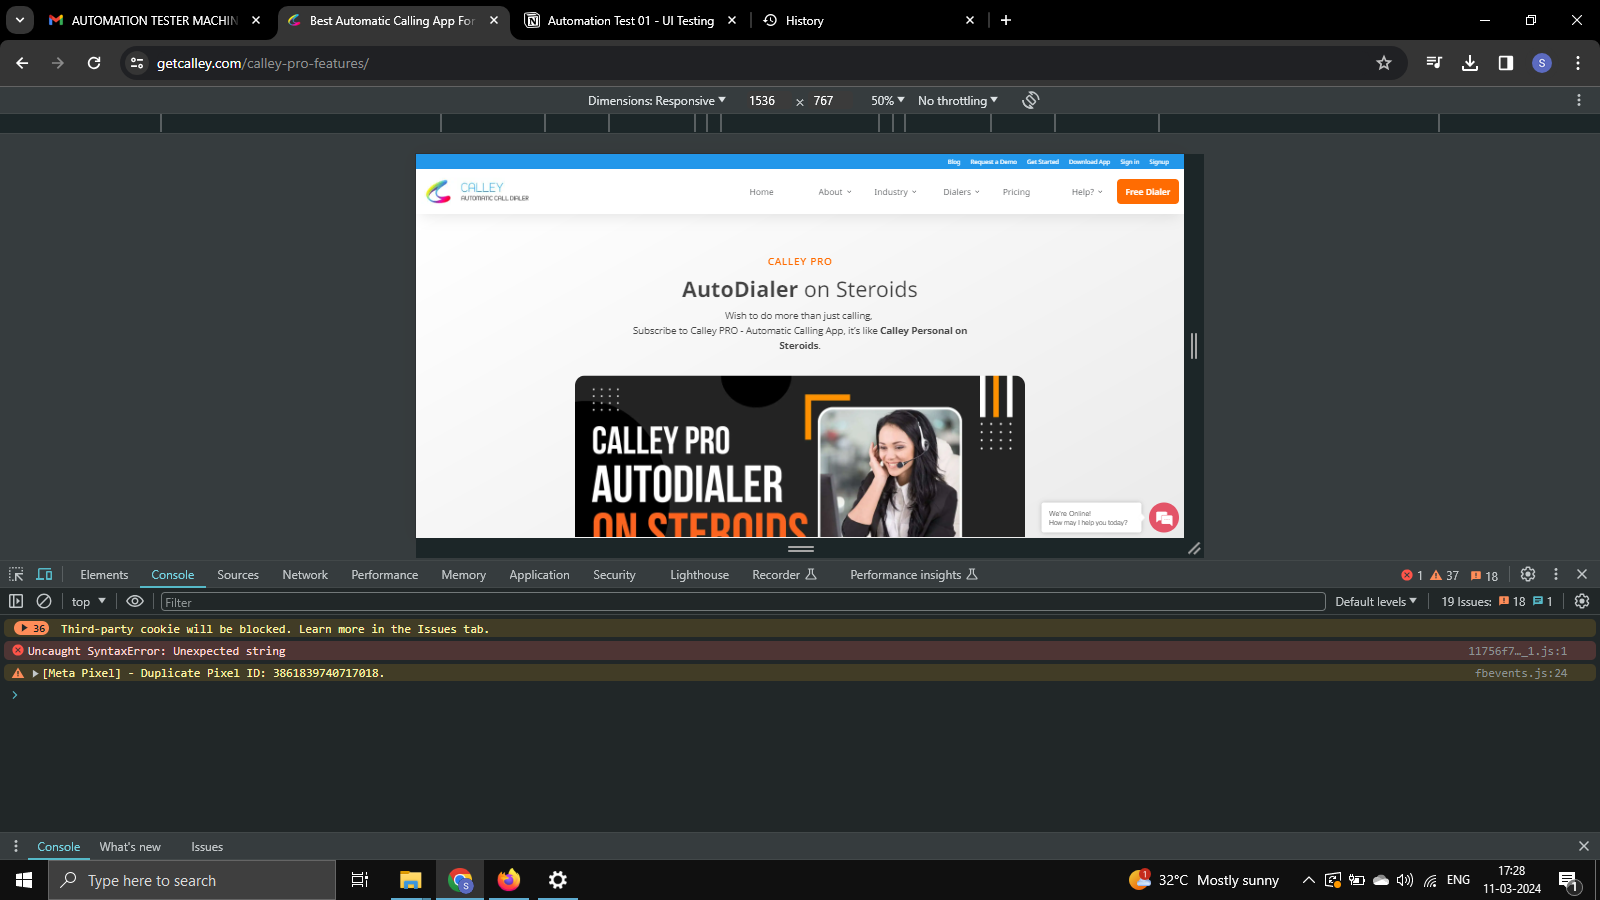 AUTOMATION TESTER MACHIN
Best Automatic Calling App For
Automation Test 01 - UI Testing
History
getcalley.com/calley-pro-features/
S
Dimensions: Responsive 1536 × 767 50% No throttling
Blog Request a Demo Get Started Download App Sign in Signup
CALLEY
AUTOMATIC CALL DIALER
Home About Industry Dialers Pricing Help? Free Dialer
CALLEY PRO
AutoDialer on Steroids
Wish to do more than just calling,
Subscribe to Calley PRO - Automatic Calling App, it's like Calley Personal on
Steroids.
CALLEY PRO
AUTODIALER
ON STEROIDS
We're Online!
How may I help you today?
Elements Console Sources Network Performance Memory Application Security Lighthouse Recorder Performance insights 1 37 18
top Filter Default levels 19 Issues: 18 1
36 Third-party cookie will be blocked. Learn more in the Issues tab.
Uncaught SyntaxError: Unexpected string 11756f7…_1.js:1
[Meta Pixel] - Duplicate Pixel ID: 3861839740717018. fbevents.js:24
Console What's new Issues
Type here to search
S
1
32°C Mostly sunny
ENG
17:28
11-03-2024
1